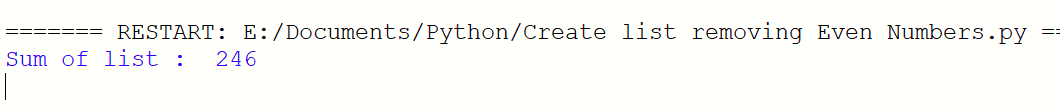 ======= RESTART: E:/Documents/Python/Create list removing Even Numbers.py ==
Sum of list :  246